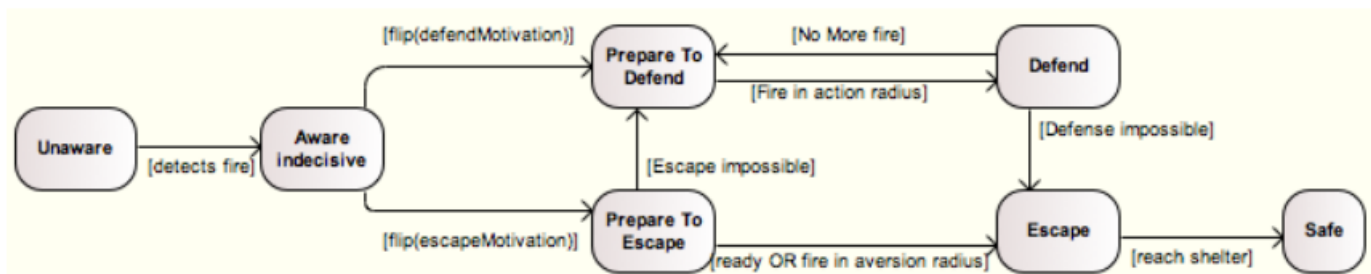 [flip(defendMotivation)]
Prepare To
Defend
[No More fire]
Defend
[Fire in action radius]
Unaware
[detects fire]
Aware
indecisive
[Defense impossible]
[Escape impossible]
[flip(escapeMotivation)]
Prepare To
Escape
[ready OR fire in aversion radius]
Escape
[reach shelter]
Safe